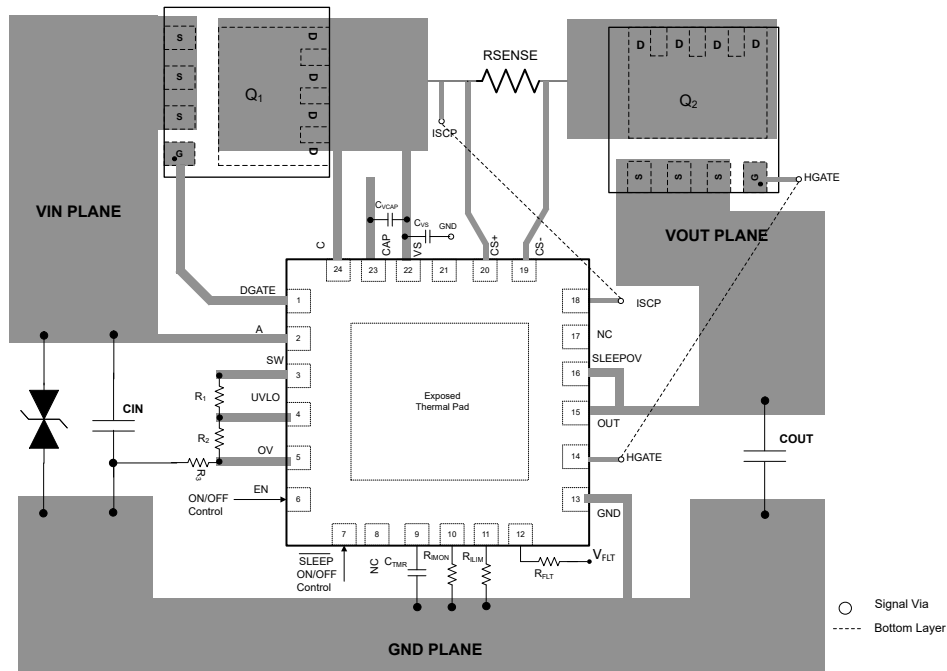 S
S
S
G
Q1
D
D
D
D
RSENSE
ISCP
D D D D
Q2
S S S G
HGATE
VIN PLANE
VOUT PLANE
CVCAP
CVS
GND
C
CAP
VS
CS+
CS-
24
23
22
21
20
19
DGATE
1
A
2
SW
3
R1
UVLO
4
R2
OV
5
R3
EN
6
ON/OFF
Control
CIN
Exposed
Thermal Pad
18
ISCP
17
NC
SLEEPOV
16
15
OUT
14
HGATE
13
GND
COUT
7
8
9
10
11
12
SLEEP
ON/OFF
Control
NC
CTMR
RIMON
RILIM
RFLT
VFLT
GND PLANE
Signal Via
Bottom Layer